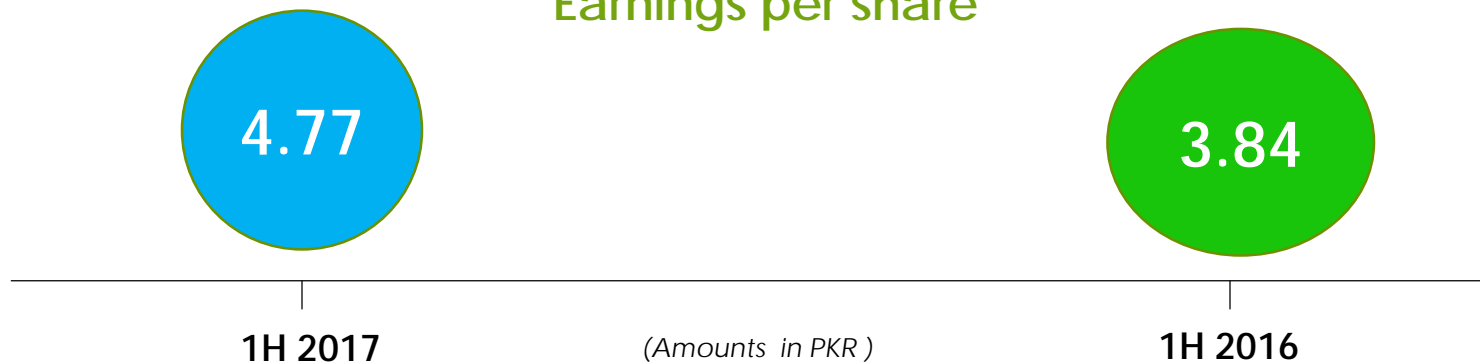 Earnings per share
4.77
3.84
1H 2017
(Amounts in PKR )
1H 2016